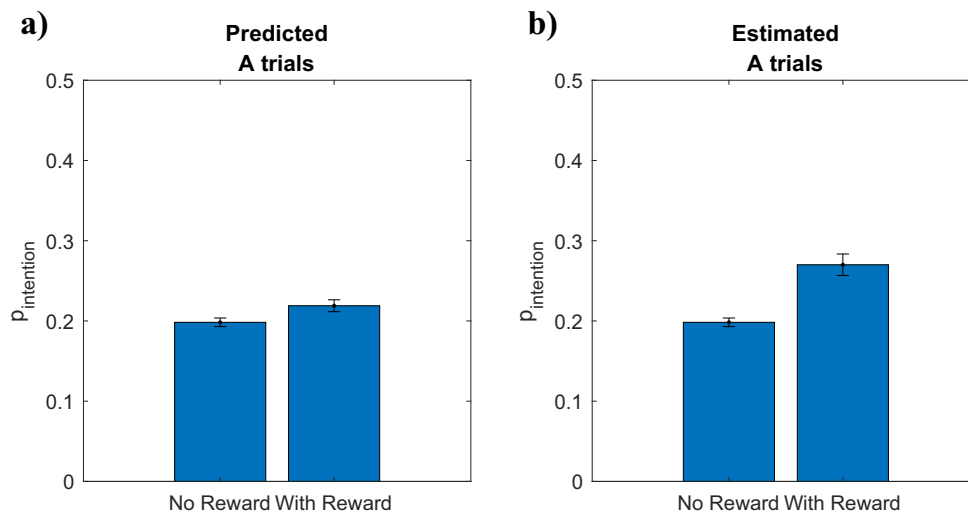 a)
Predicted
A trials
0.5
0.4
0.3
0.2
0.1
0
p_intention
No Reward With Reward
b)
Estimated
A trials
0.5
0.4
0.3
0.2
0.1
0
p_intention
No Reward With Reward